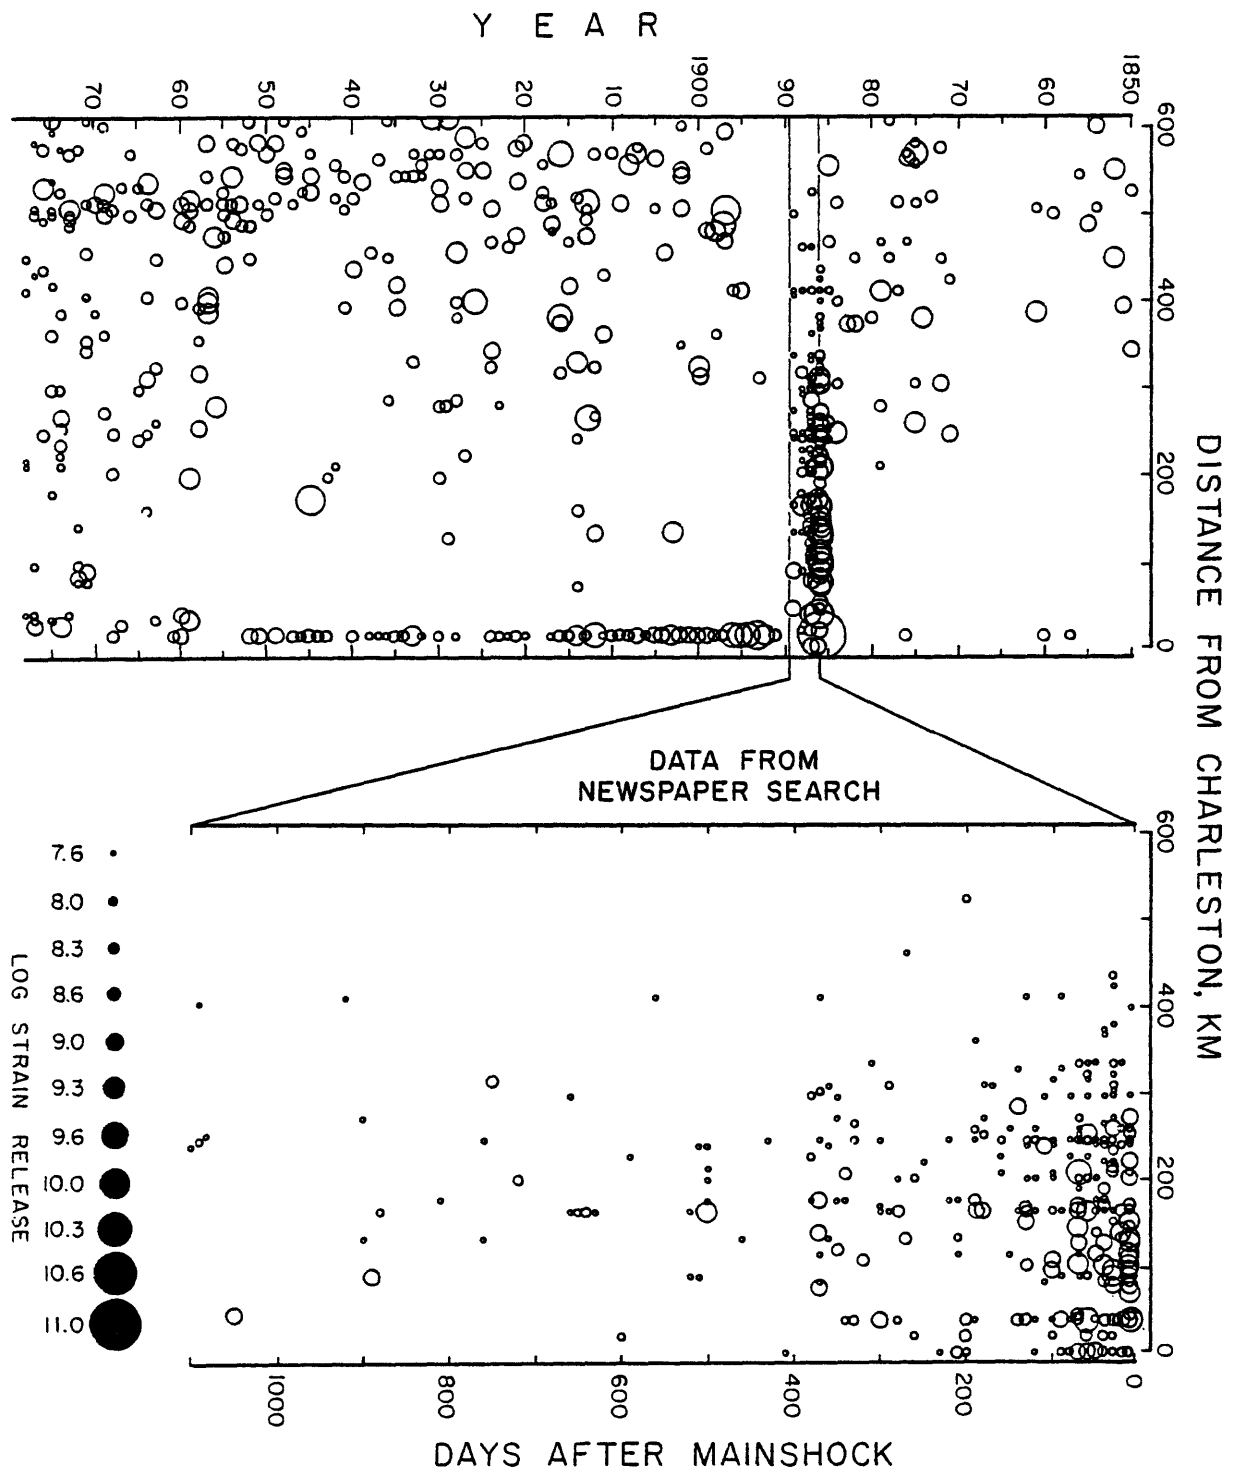 Y E A R
70 60 50 40 30 20 10 1900 90 80 70 60 1850
600
400
200
0
DISTANCE FROM CHARLESTON, KM
DATA FROM
NEWSPAPER SEARCH
600
400
200
0
7.6
8.0
8.3
8.6
9.0
9.3
9.6
10.0
10.3
10.6
11.0
LOG STRAIN RELEASE
1000 800 600 400 200 0
DAYS AFTER MAINSHOCK